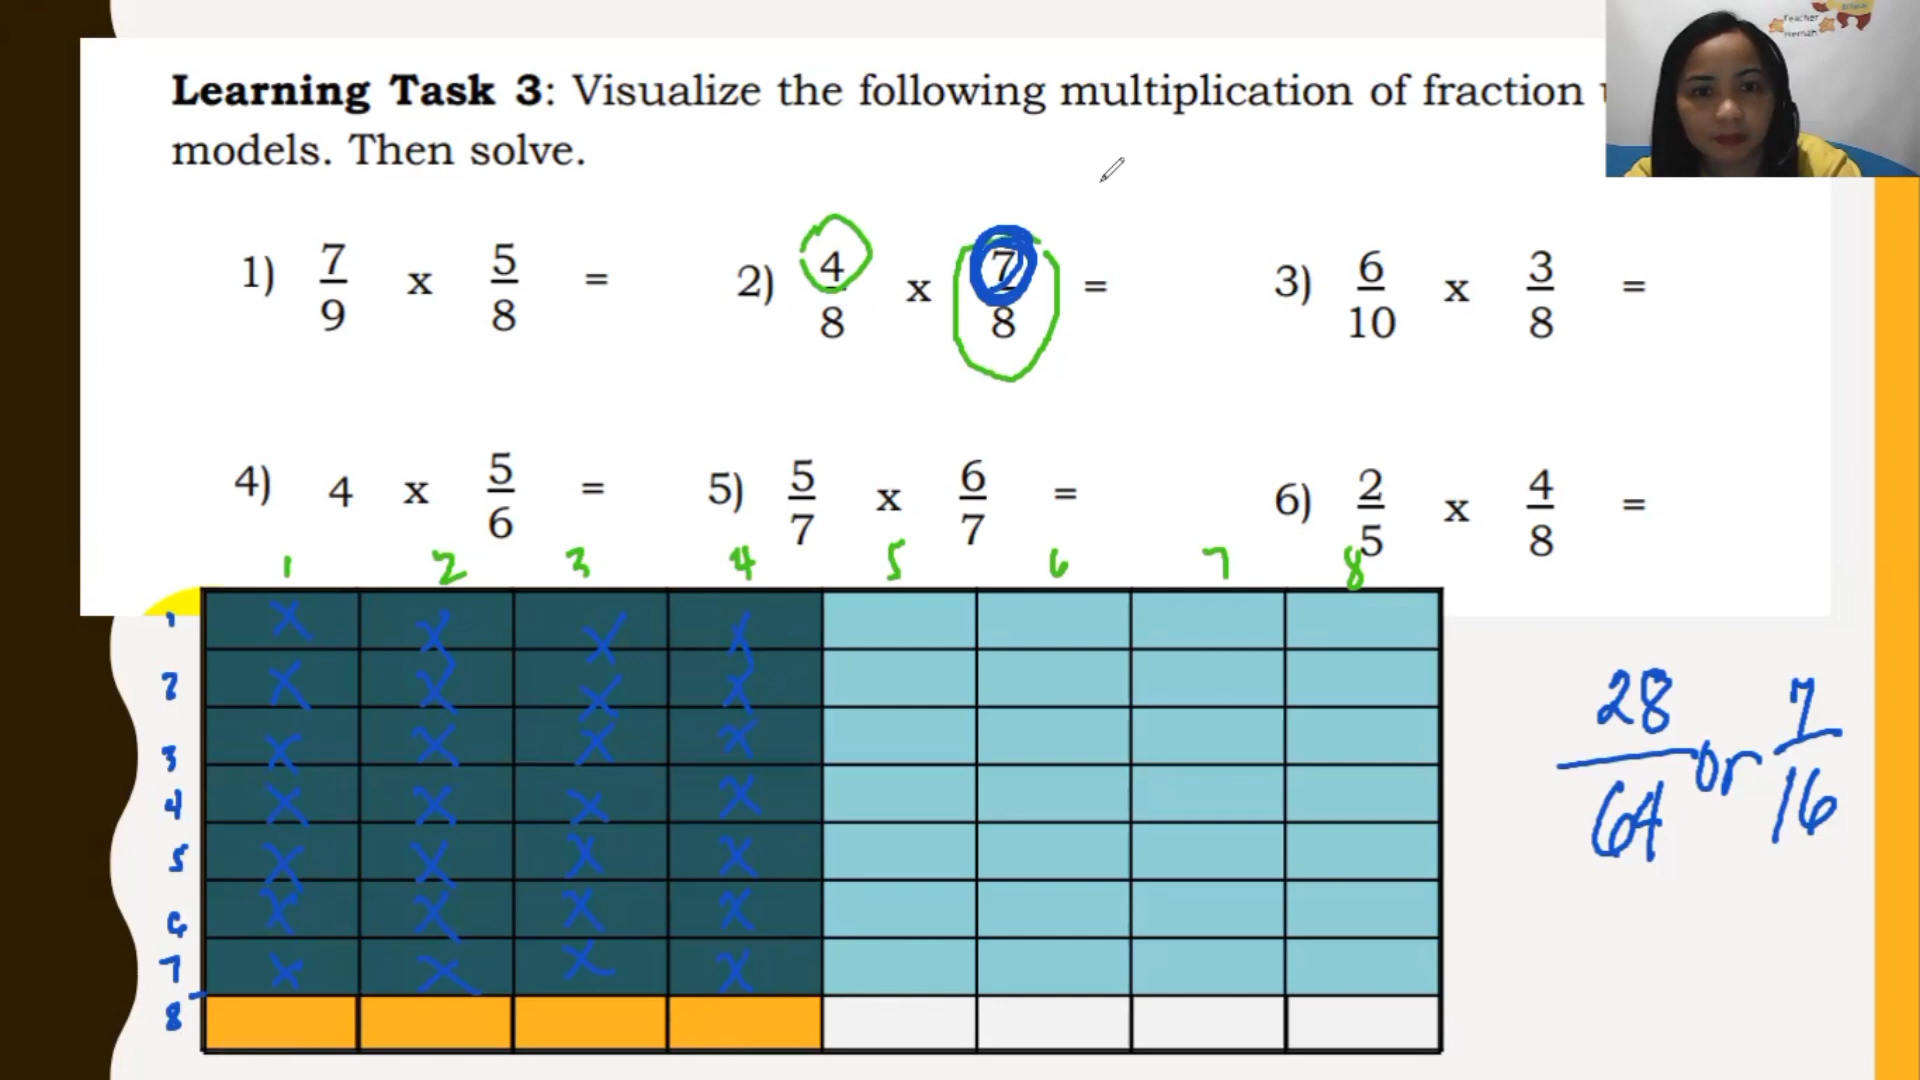 Learning Task 3: Visualize the following multiplication of fraction
models. Then solve.
1) 7/9 x 5/8 =
2) 4/8 x 7/8 =
3) 6/10 x 3/8 =
4) 4 x 5/6 =
5) 5/7 x 6/7 =
6) 2/5 x 4/8 =
1 2 3 4 5 6 7 8
1 X X X X
2 X X X X
3 X X X X
4 X X X X
5 X X X X
6 X X X X
7 X X X X
8
28/64 or 7/16
Teacher